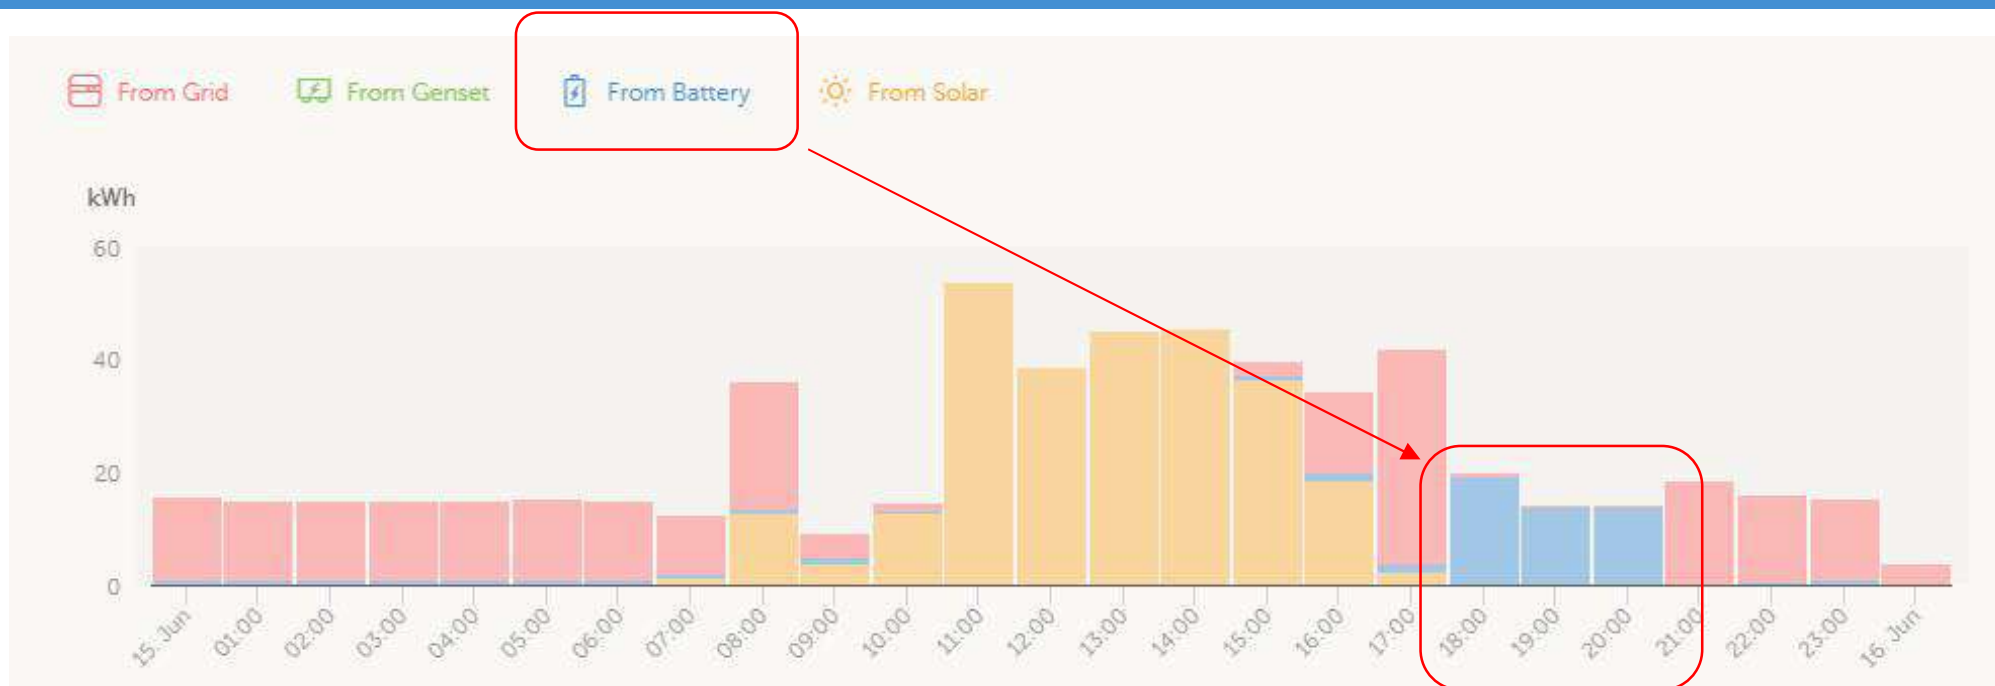 From Grid From Genset From Battery From Solar
kWh
60
40
20
0
15. Jun 01:00 02:00 03:00 04:00 05:00 06:00 07:00 08:00 09:00 10:00 11:00 12:00 13:00 14:00 15:00 16:00 17:00 18:00 19:00 20:00 21:00 22:00 23:00 16. Jun